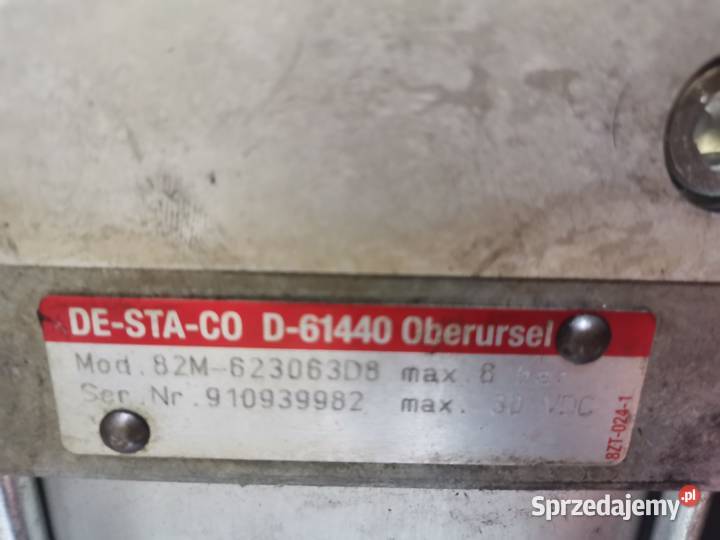 DE-STA-CO D-61440 Oberursel
Mod.82M-623063D8 max.8 bar
Ser.Nr.910939982 max. 30 VDC
8ZT-024-1
Sprzedajemy.pl